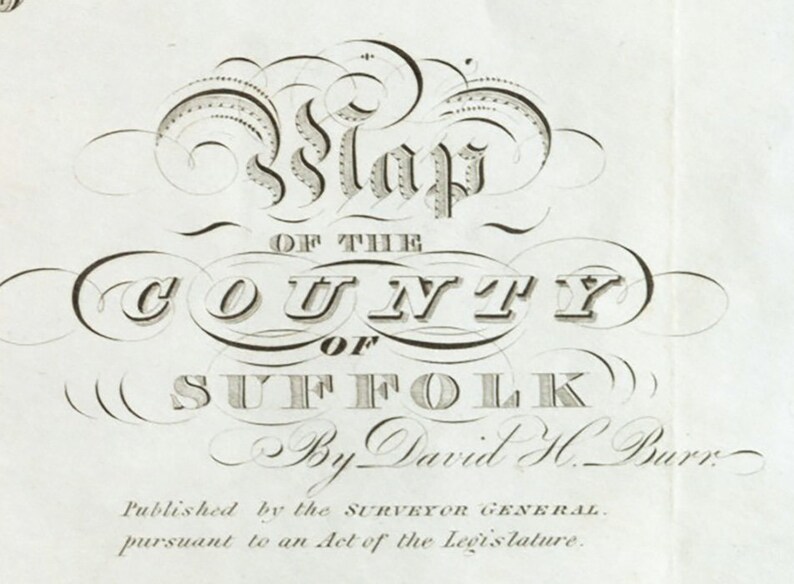 Map
OF THE
COUNTY
OF
SUFFOLK
By David H. Burr.
Published by the SURVEYOR GENERAL.
pursuant to an Act of the Legislature.